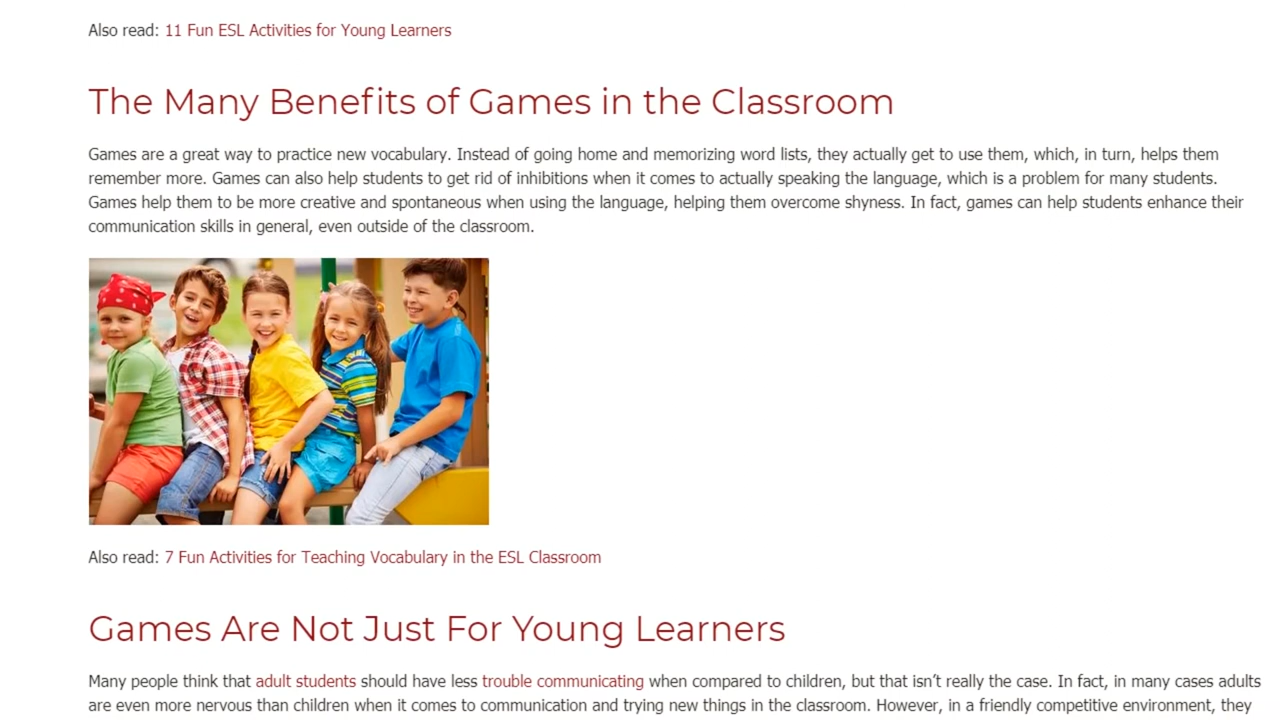 Also read: 11 Fun ESL Activities for Young Learners
The Many Benefits of Games in the Classroom
Games are a great way to practice new vocabulary. Instead of going home and memorizing word lists, they actually get to use them, which, in turn, helps them
remember more. Games can also help students to get rid of inhibitions when it comes to actually speaking the language, which is a problem for many students.
Games help them to be more creative and spontaneous when using the language, helping them overcome shyness. In fact, games can help students enhance their
communication skills in general, even outside of the classroom.
Also read: 7 Fun Activities for Teaching Vocabulary in the ESL Classroom
Games Are Not Just For Young Learners
Many people think that adult students should have less trouble communicating when compared to children, but that isn’t really the case. In fact, in many cases adults
are even more nervous than children when it comes to communication and trying new things in the classroom. However, in a friendly competitive environment, they